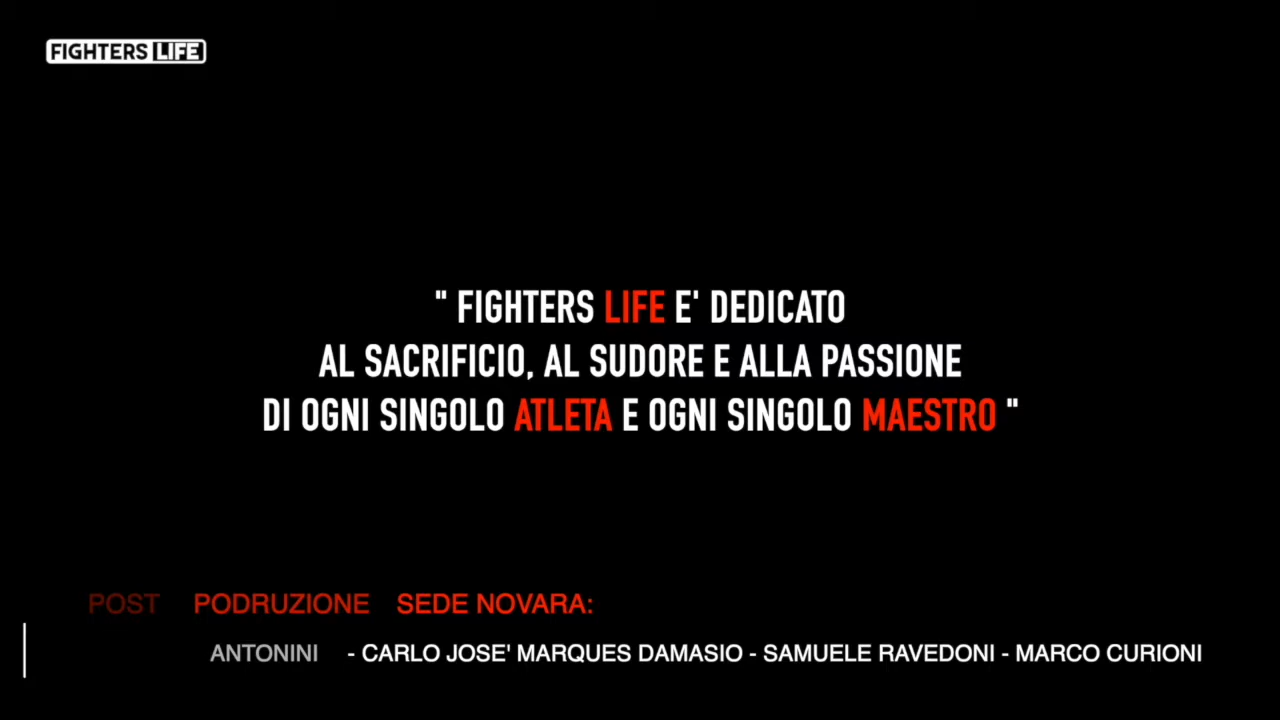 FIGHTERS LIFE
" FIGHTERS LIFE E' DEDICATO
AL SACRIFICIO, AL SUDORE E ALLA PASSIONE
DI OGNI SINGOLO ATLETA E OGNI SINGOLO MAESTRO "
POST PODRUZIONE SEDE NOVARA:
ANTONINI - CARLO JOSE' MARQUES DAMASIO - SAMUELE RAVEDONI - MARCO CURIONI